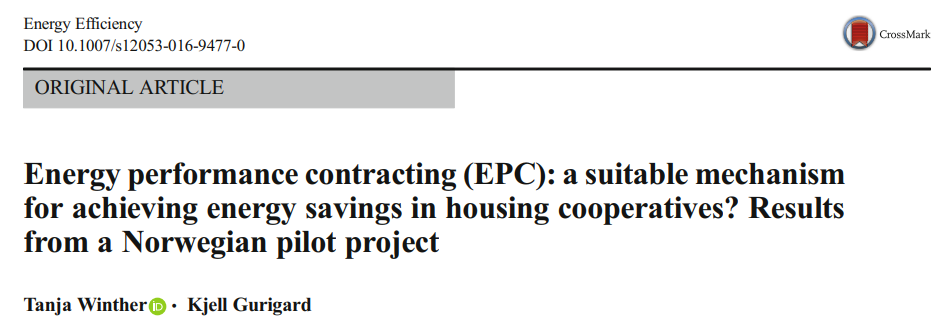 Energy Efficiency
DOI 10.1007/s12053-016-9477-0
CrossMark
ORIGINAL ARTICLE
Energy performance contracting (EPC): a suitable mechanism
for achieving energy savings in housing cooperatives? Results
from a Norwegian pilot project
Tanja Winther iD · Kjell Gurigard